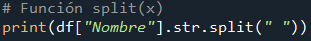 # Función split(x)
print(df["Nombre"].str.split(" "))